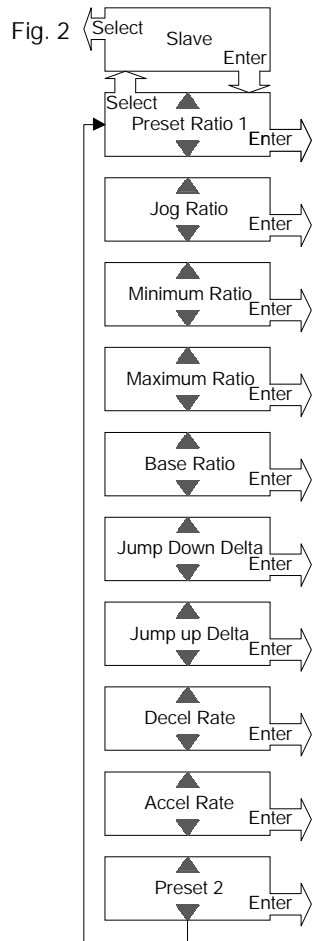 Fig. 2
Select
Slave
Enter
Select
Preset Ratio 1
Enter
Jog Ratio
Enter
Minimum Ratio
Enter
Maximum Ratio
Enter
Base Ratio
Enter
Jump Down Delta
Enter
Jump up Delta
Enter
Decel Rate
Enter
Accel Rate
Enter
Preset 2
Enter